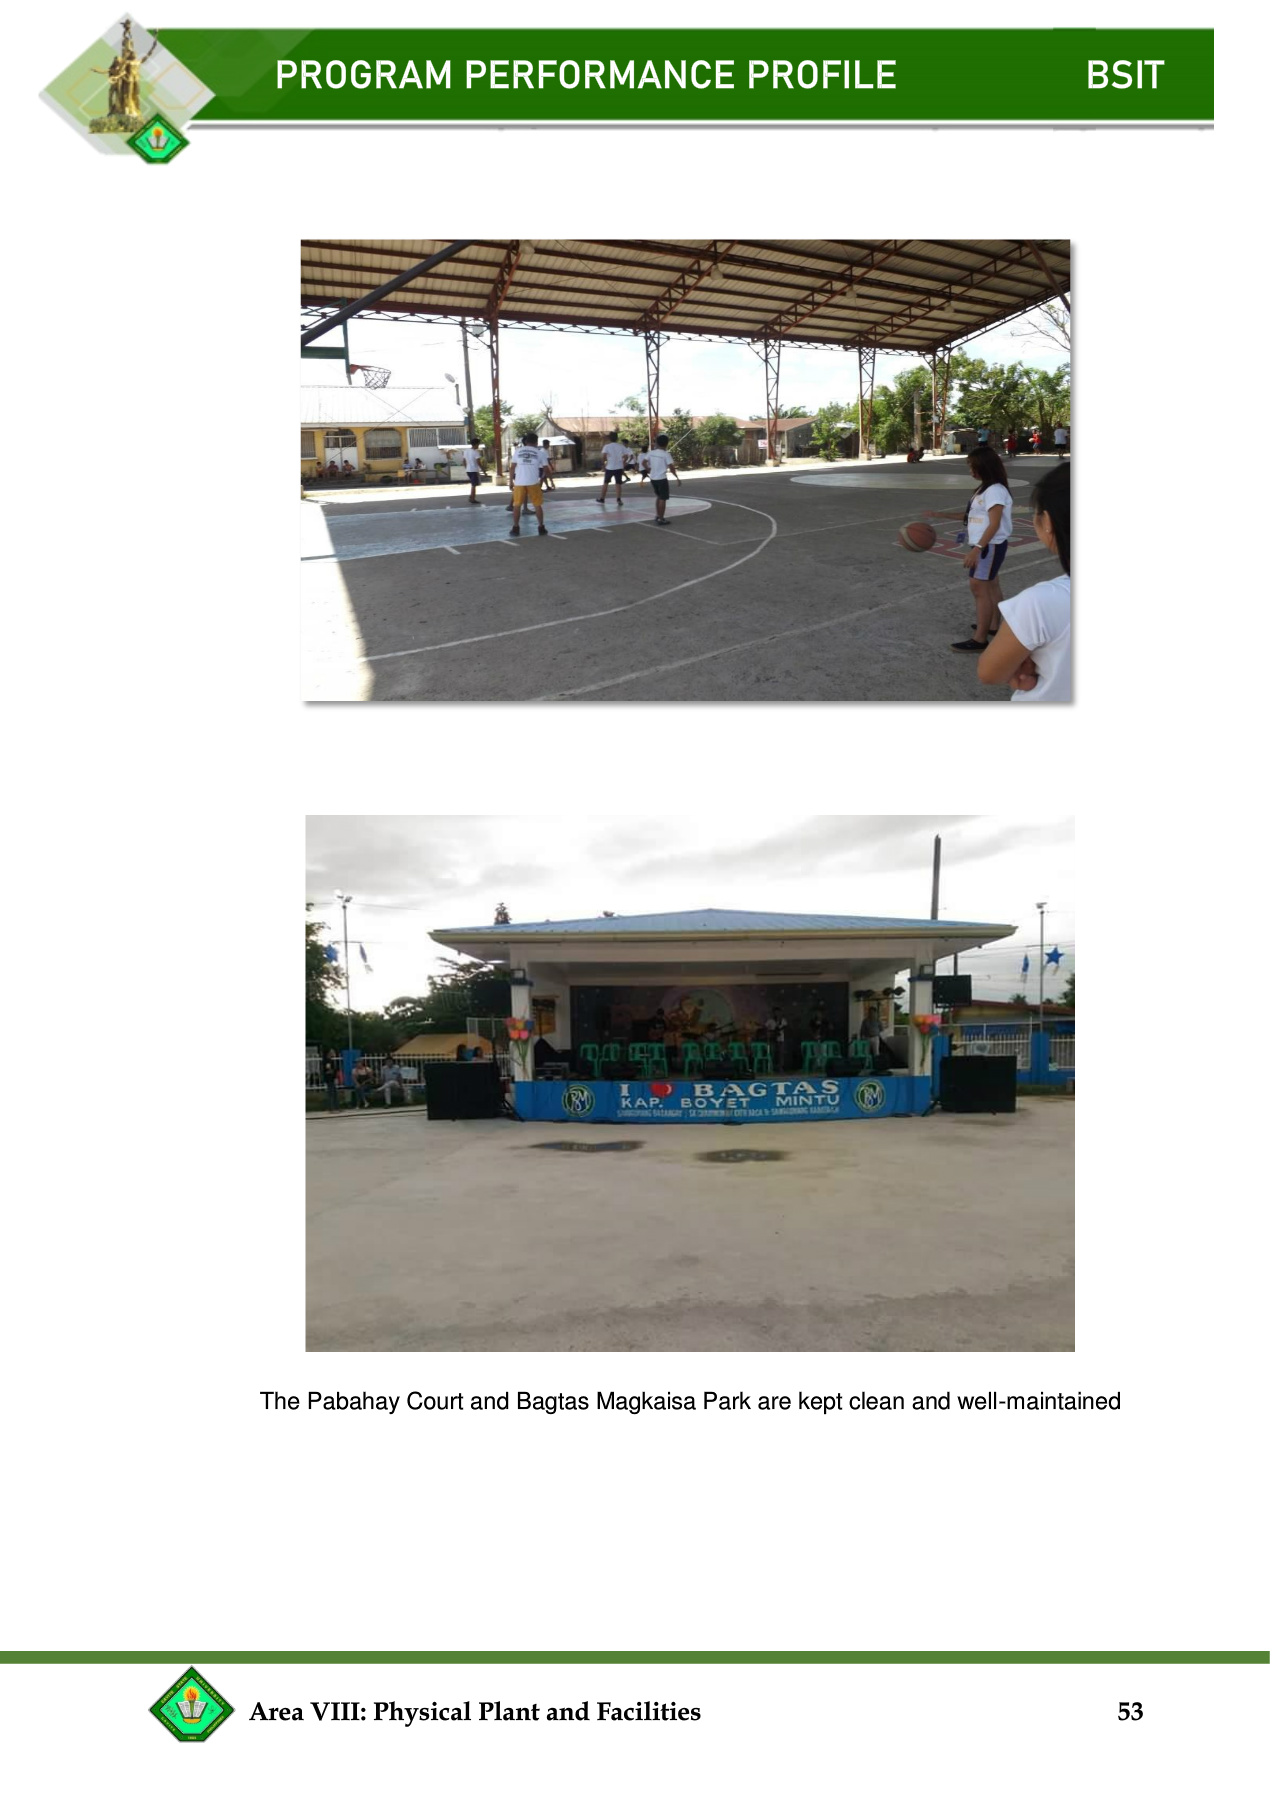 PROGRAM PERFORMANCE PROFILE BSIT
I BAGTAS
KAP. BOYET MINTU
The Pabahay Court and Bagtas Magkaisa Park are kept clean and well-maintained
Area VIII: Physical Plant and Facilities 53